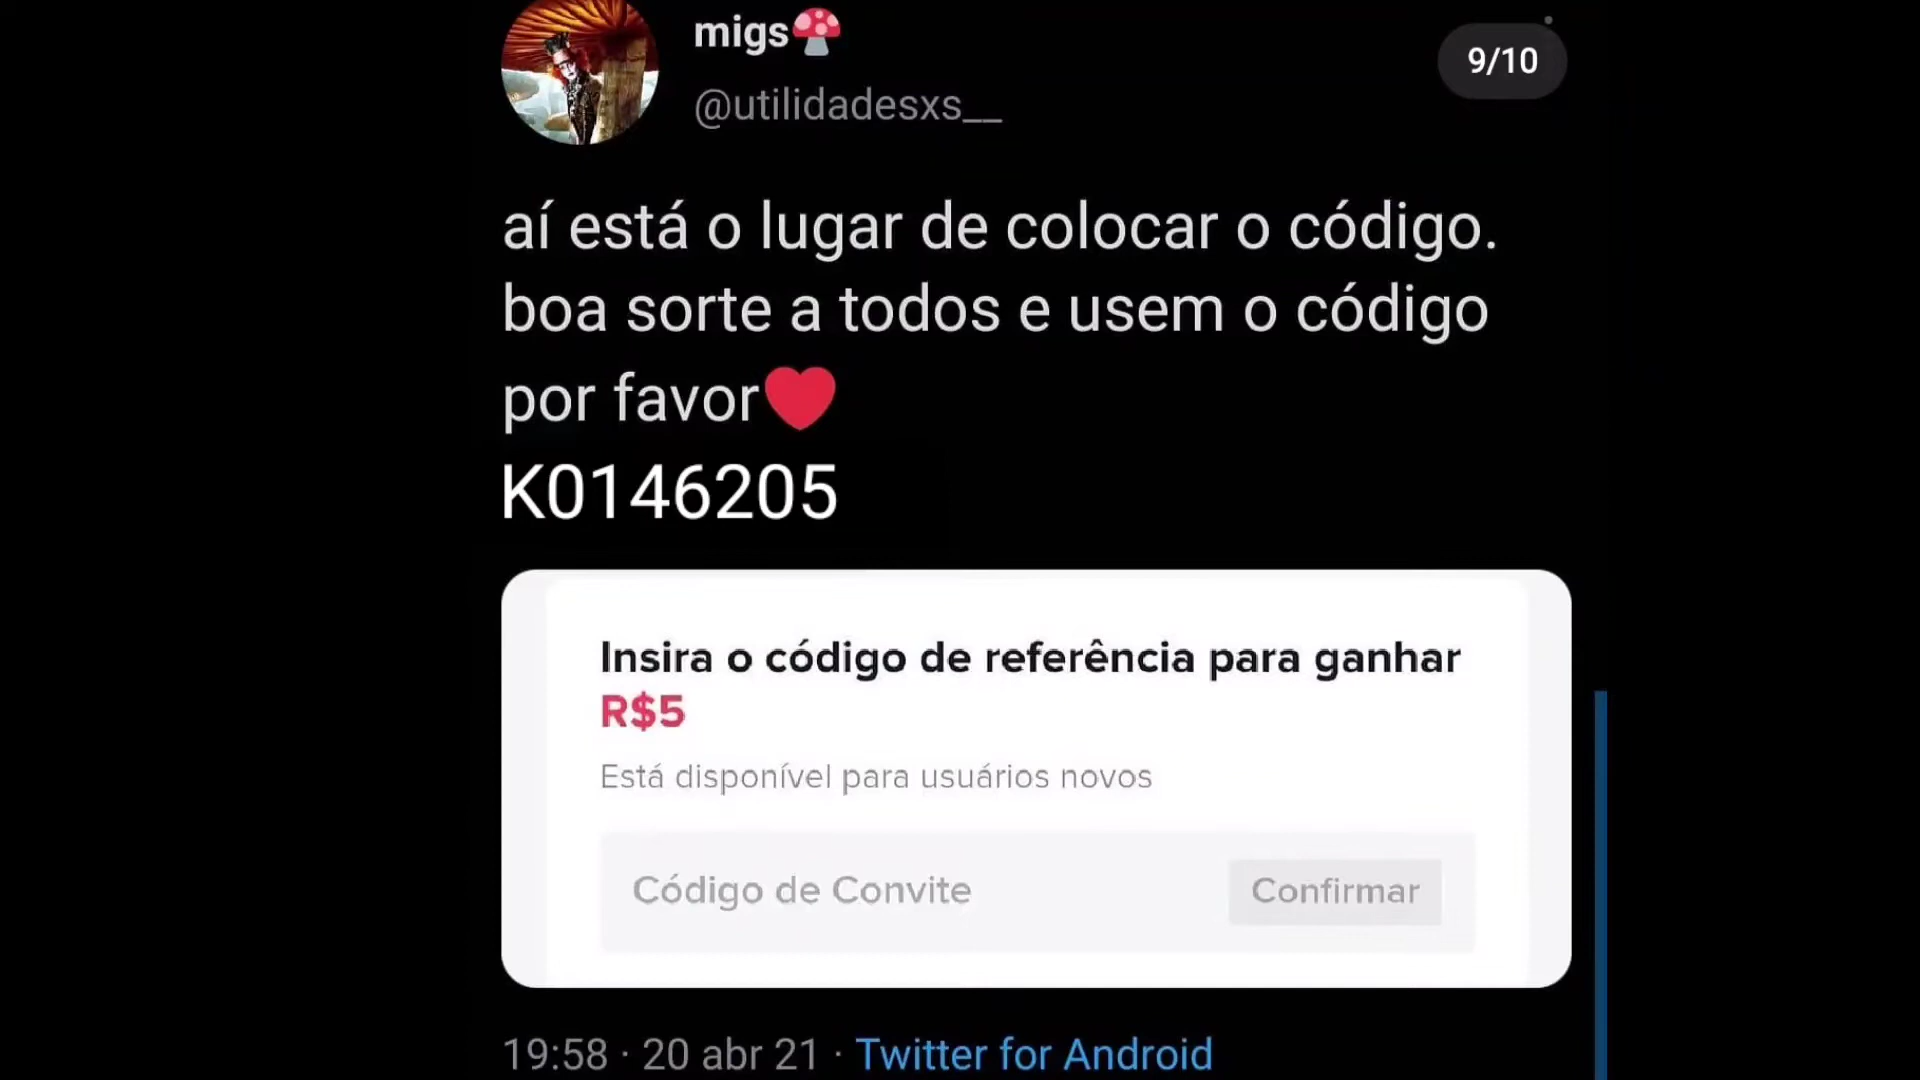 migs🍄
@utilidadesxs__
9/10
aí está o lugar de colocar o código.
boa sorte a todos e usem o código
por favor❤️
K0146205
Insira o código de referência para ganhar
R$5
Está disponível para usuários novos
Código de Convite
Confirmar
19:58 · 20 abr 21 · Twitter for Android